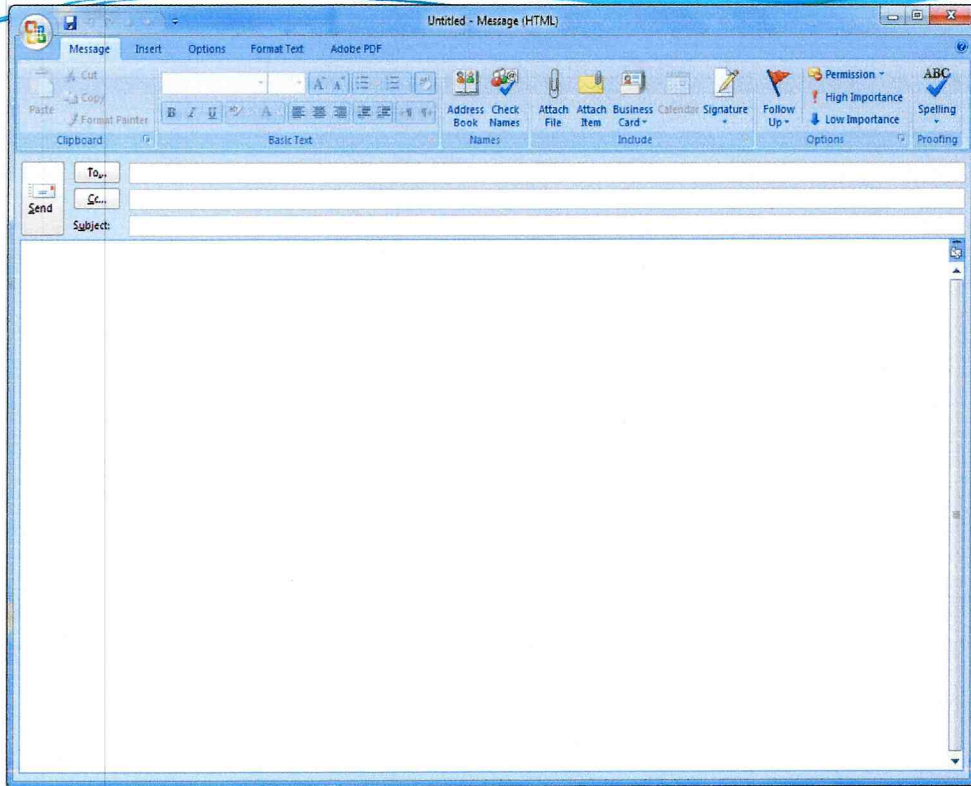 Untitled - Message (HTML)
Message Insert Options Format Text Adobe PDF
Paste
Cut
Copy
Format Painter
Clipboard
B I U A A A
Basic Text
Address Book
Check Names
Names
Attach File
Attach Item
Business Card
Calendar
Signature
Include
Follow Up
Permission
High Importance
Low Importance
Options
ABC
Spelling
Proofing
Send
To...
Cc...
Subject: